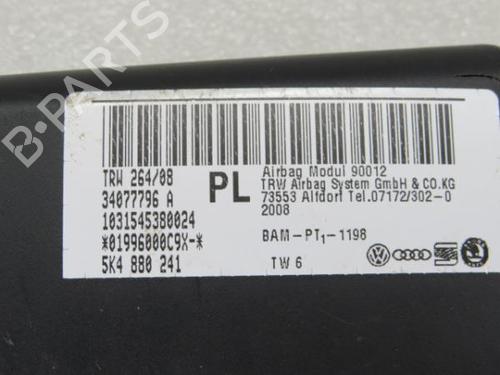 B-PARTS
TRW 264/08
34077796 A
1031545380024
*01996000C9X-*
5K4 880 241
PL
Airbag Modul 90012
TRW Airbag System GmbH & CO.KG
73553 Alfdorf Tel.07172/302-0
2008
BAM-PT1-1198
TW 6